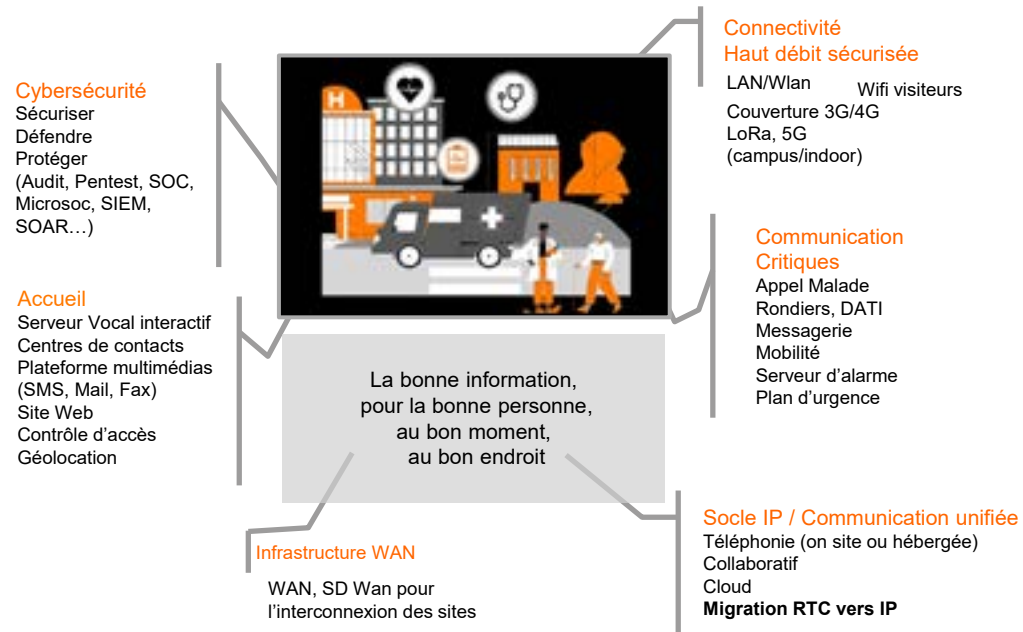 Connectivité
Haut débit sécurisée
LAN/Wlan
Wifi visiteurs
Couverture 3G/4G
LoRa, 5G
(campus/indoor)
Cybersécurité
Sécuriser
Défendre
Protéger
(Audit, Pentest, SOC,
Microsoc, SIEM,
SOAR…)
H
Communication
Critiques
Appel Malade
Rondiers, DATI
Messagerie
Mobilité
Serveur d’alarme
Plan d’urgence
Accueil
Serveur Vocal interactif
Centres de contacts
Plateforme multimédias
(SMS, Mail, Fax)
Site Web
Contrôle d’accès
Géolocation
La bonne information,
pour la bonne personne,
au bon moment,
au bon endroit
Infrastructure WAN
WAN, SD Wan pour
l’interconnexion des sites
Socle IP / Communication unifiée
Téléphonie (on site ou hébergée)
Collaboratif
Cloud
Migration RTC vers IP